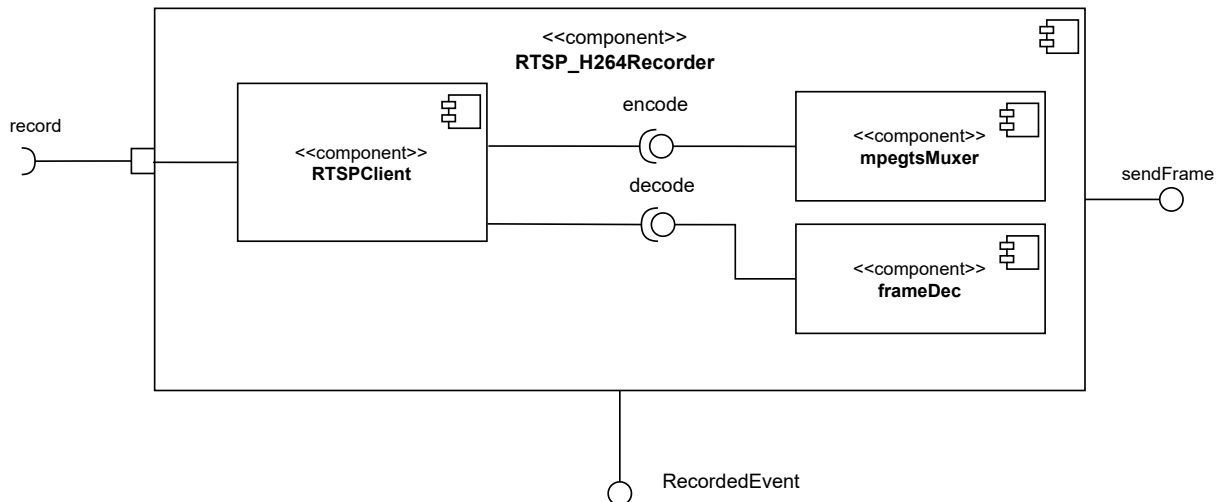 <<component>>
RTSP_H264Recorder
record
<<component>>
RTSPClient
encode
decode
<<component>>
mpegtsMuxer
sendFrame
<<component>>
frameDec
RecordedEvent